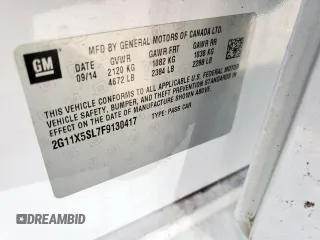 GM
MFD BY GENERAL MOTORS OF CANADA LTD.
DATE GVWR GAWR FRT GAWR RR
09/14 2120 KG 1082 KG 1038 KG
4672 LB 2384 LB 2288 LB
THIS VEHICLE CONFORMS TO ALL APPLICABLE U.S. FEDERAL MOTOR
VEHICLE SAFETY, BUMPER, AND THEFT PREVENTION STANDARDS
IN EFFECT ON THE DATE OF MANUFACTURE SHOWN ABOVE.
2G11X5SL7F9130417 TYPE: PASS CAR
DREAMBID